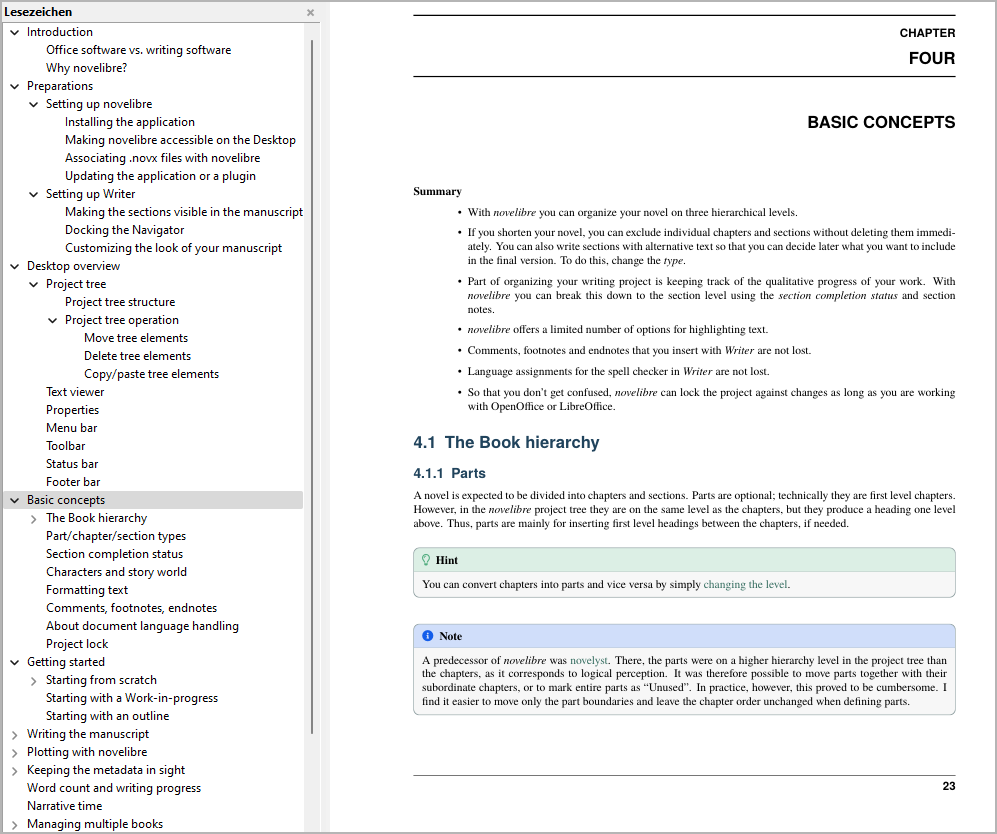 Lesezeichen
Introduction
Office software vs. writing software
Why novelibre?
Preparations
Setting up novelibre
Installing the application
Making novelibre accessible on the Desktop
Associating .novx files with novelibre
Updating the application or a plugin
Setting up Writer
Making the sections visible in the manuscript
Docking the Navigator
Customizing the look of your manuscript
Desktop overview
Project tree
Project tree structure
Project tree operation
Move tree elements
Delete tree elements
Copy/paste tree elements
Text viewer
Properties
Menu bar
Toolbar
Status bar
Footer bar
Basic concepts
The Book hierarchy
Part/chapter/section types
Section completion status
Characters and story world
Formatting text
Comments, footnotes, endnotes
About document language handling
Project lock
Getting started
Starting from scratch
Starting with a Work-in-progress
Starting with an outline
Writing the manuscript
Plotting with novelibre
Keeping the metadata in sight
Word count and writing progress
Narrative time
Managing multiple books
CHAPTER
FOUR
BASIC CONCEPTS
Summary
• With novelibre you can organize your novel on three hierarchical levels.
• If you shorten your novel, you can exclude individual chapters and sections without deleting them immedi-
ately. You can also write sections with alternative text so that you can decide later what you want to include
in the final version. To do this, change the type.
• Part of organizing your writing project is keeping track of the qualitative progress of your work. With
novelibre you can break this down to the section level using the section completion status and section
notes.
• novelibre offers a limited number of options for highlighting text.
• Comments, footnotes and endnotes that you insert with Writer are not lost.
• Language assignments for the spell checker in Writer are not lost.
• So that you don't get confused, novelibre can lock the project against changes as long as you are working
with OpenOffice or LibreOffice.
4.1 The Book hierarchy
4.1.1 Parts
A novel is expected to be divided into chapters and sections. Parts are optional; technically they are first level chapters.
However, in the novelibre project tree they are on the same level as the chapters, but they produce a heading one level
above. Thus, parts are mainly for inserting first level headings between the chapters, if needed.
Hint
You can convert chapters into parts and vice versa by simply changing the level.
Note
A predecessor of novelibre was novelyst. There, the parts were on a higher hierarchy level in the project tree than
the chapters, as it corresponds to logical perception. It was therefore possible to move parts together with their
subordinate chapters, or to mark entire parts as “Unused”. In practice, however, this proved to be cumbersome. I
find it easier to move only the part boundaries and leave the chapter order unchanged when defining parts.
23